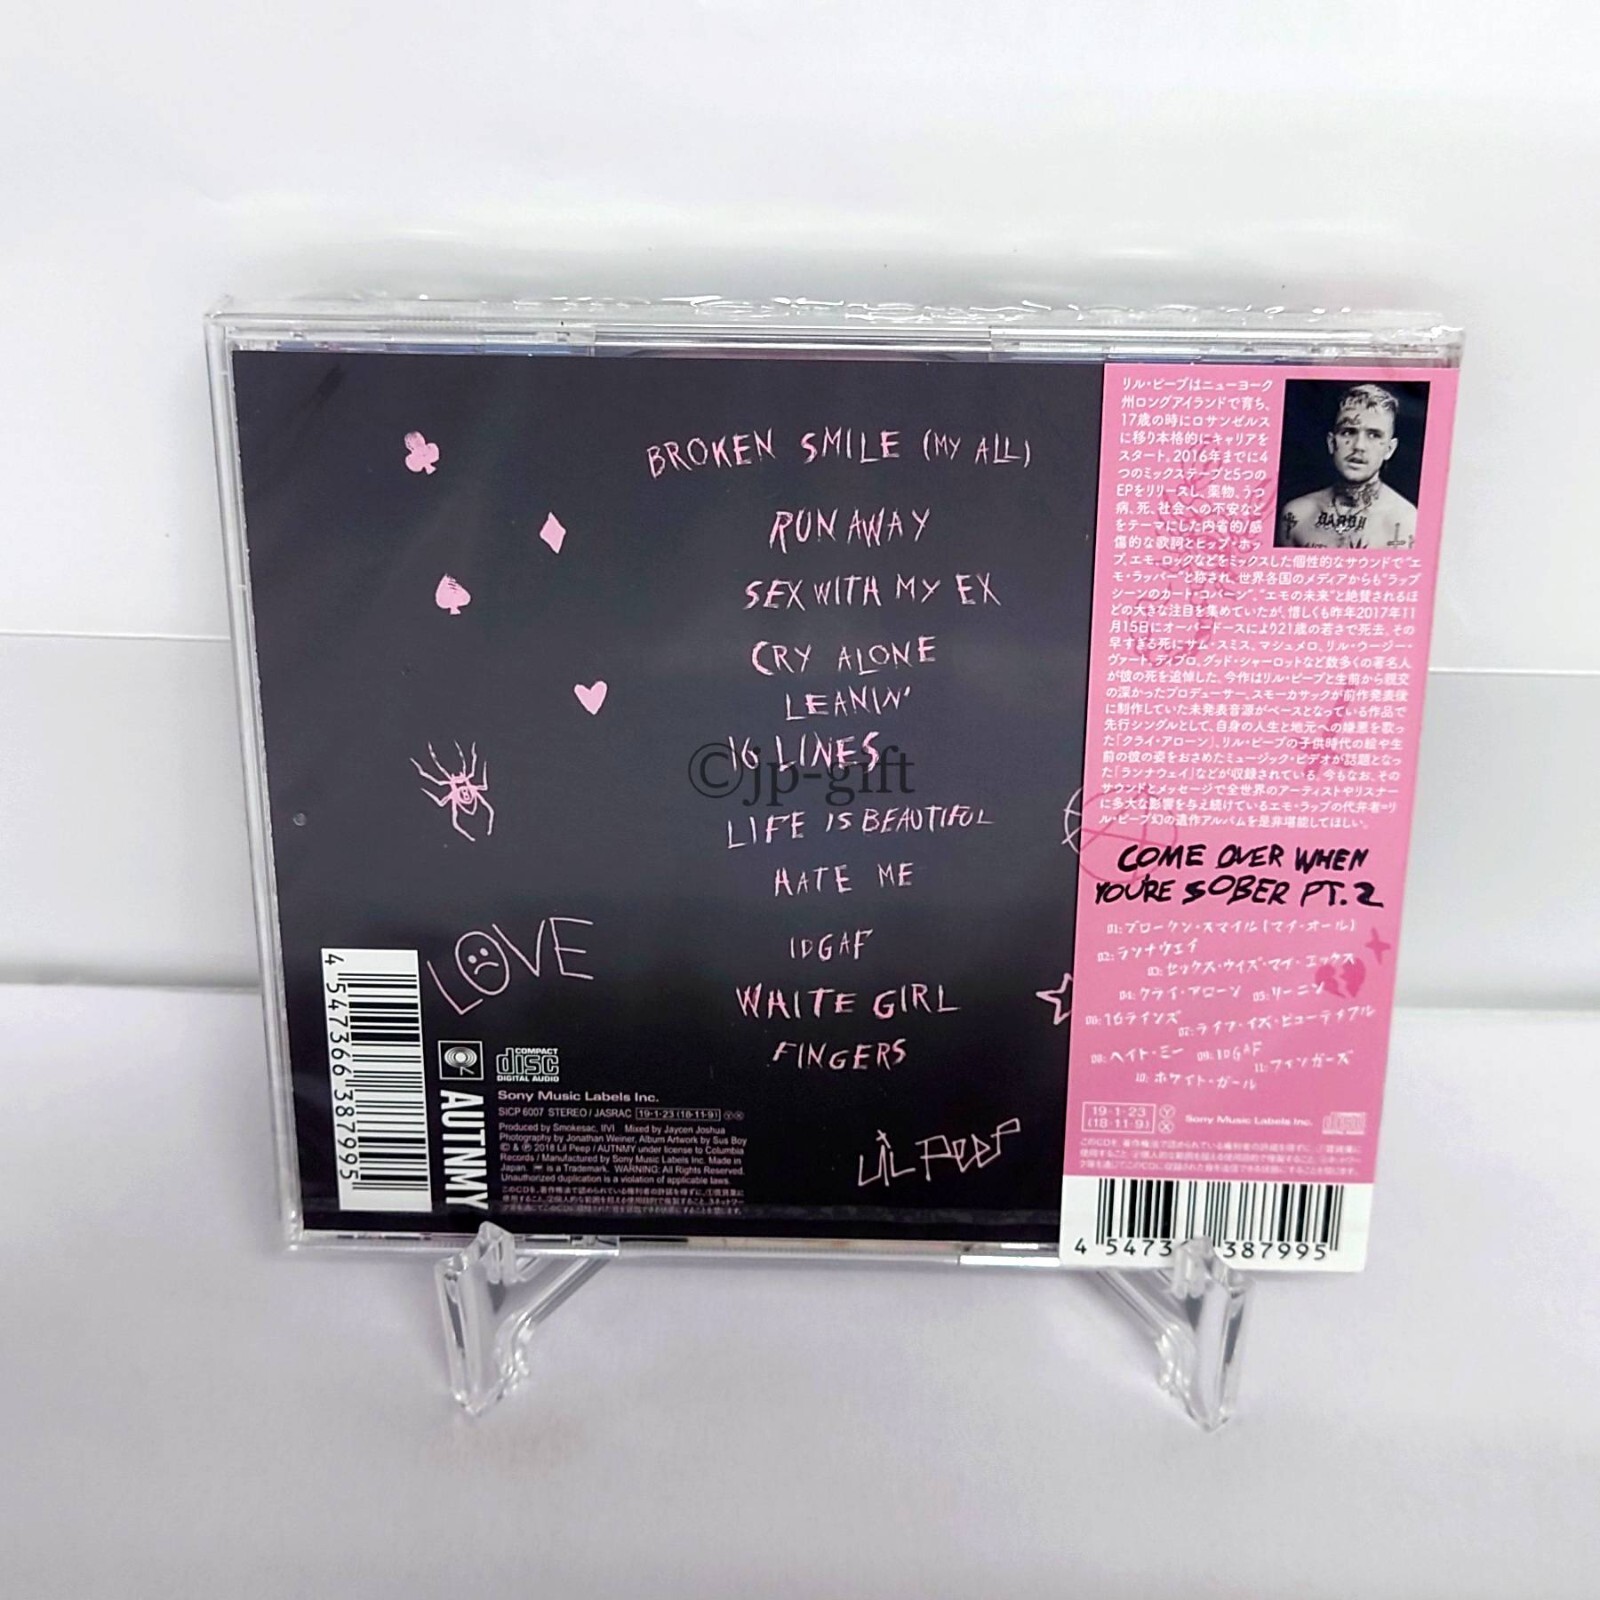 BROKEN SMILE (MY ALL)
RUNAWAY
SEX WITH MY EX
CRY ALONE
LEANIN'
16 LINES
LIFE IS BEAUTIFUL
HATE ME
IDGAF
WHITE GIRL
FINGERS
LiL PEEP
LOVE
8
©jp-gift
4 547366 387995
AUTNMY
COMPACT
disc
DIGITAL AUDIO
Sony Music Labels Inc.
SICP 6007 STEREO / JASRAC 19・1・23 (18・11・9) Ⓨ Ⓧ
Produced by Smokesac, IIVI Mixed by Jaycen Joshua
Photography by Jonathan Weiner, Album Artwork by Sus Boy
© & ℗ 2018 Lil Peep / AUTNMY under license to Columbia
Records / Manufactured by Sony Music Labels Inc. Made in
Japan. is a Trademark. WARNING: All Rights Reserved.
Unauthorized duplication is a violation of applicable laws.
リル・ピープはニューヨーク
州ロングアイランドで育ち、
17歳の時にロサンゼルス
に移り本格的にキャリアを
スタート。2016年までに4
つのミックステープと5つの
EPをリリースし、薬物、うつ
病、死、社会への不安など
をテーマにした内省的/感
傷的な歌詞とヒップ・ホッ
プ、エモ、ロックなどをミックスした個性的なサウンドで“エ
モ・ラッパー”と称され、世界各国のメディアからも“ラップ
シーンのカート・コバーン”、“エモの未来”と絶賛されるほ
どの大きな注目を集めていたが、惜しくも昨年2017年11
月15日にオーバードースにより21歳の若さで死去。その
早すぎる死にサム・スミス、マシュメロ、リル・ウージー・
ヴァート、ディプロ、グッド・シャーロットなど数多くの著名人
が彼の死を追悼した。今作はリル・ピープと生前から親交
の深かったプロデューサー、スモーカサックが前作発表後
に制作していた未発表音源がベースとなっている作品で
先行シングルとして、自身の人生と地元への嫌悪を歌っ
た「クライ・アローン」、リル・ピープの子供時代の絵や生
前の彼の姿をおさめたミュージック・ビデオが話題となっ
た「ランナウェイ」などが収録されている。今もなお、その
サウンドとメッセージで全世界のアーティストやリスナー
に多大な影響を与え続けているエモ・ラップの代弁者=リ
ル・ピープ幻の遺作アルバムを是非堪能してほしい。
COME OVER WHEN
YOU'RE SOBER PT.2
01: ブロークン・スマイル(マイ・オール)
02: ランナウェイ
03: セックス・ウィズ・マイ・エックス
04: クライ・アローン 05: リーニン
06: 16ラインズ
07: ライフ・イズ・ビューティフル
08: ヘイト・ミー 09: IDGAF
11: フィンガーズ
10: ホワイト・ガール
19・1・23
(18・11・9)
Ⓨ
Ⓧ
Sony Music Labels Inc.
4 5473 387995